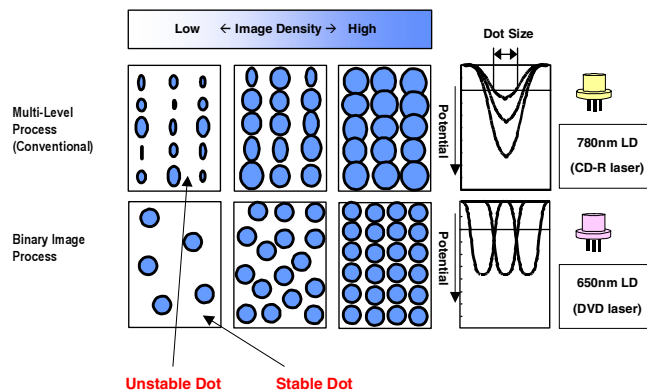 Low ← Image Density → High
Dot Size
Multi-Level
Process
(Conventional)
Potential
780nm LD
(CD-R laser)
Binary Image
Process
Potential
650nm LD
(DVD laser)
Unstable Dot
Stable Dot